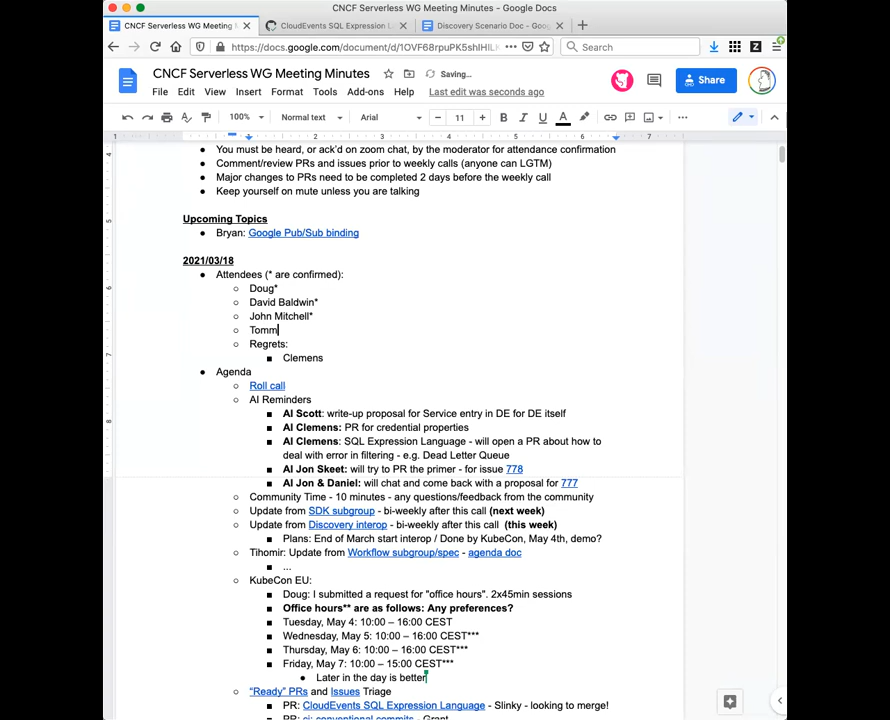 CNCF Serverless WG Meeting Minutes - Google Docs
CNCF Serverless WG Meeting
CloudEvents SQL Expression L
Discovery Scenario Doc - Goog
https://docs.google.com/document/d/1OVF68rpuPK5shIHIL
Search
CNCF Serverless WG Meeting Minutes
Saving...
File Edit View Insert Format Tools Add-ons Help
Last edit was seconds ago
Share
100% Normal text Arial 11
1 1 2 3 4 5 6 7
You must be heard, or ack'd on zoom chat, by the moderator for attendance confirmation
Comment/review PRs and issues prior to weekly calls (anyone can LGTM)
Major changes to PRs need to be completed 2 days before the weekly call
Keep yourself on mute unless you are talking
Upcoming Topics
Bryan: Google Pub/Sub binding
2021/03/18
Attendees (* are confirmed):
Doug*
David Baldwin*
John Mitchell*
Tomm
Regrets:
Clemens
Agenda
Roll call
AI Reminders
AI Scott: write-up proposal for Service entry in DE for DE itself
AI Clemens: PR for credential properties
AI Clemens: SQL Expression Language - will open a PR about how to
deal with error in filtering - e.g. Dead Letter Queue
AI Jon Skeet: will try to PR the primer - for issue 778
AI Jon & Daniel: will chat and come back with a proposal for 777
Community Time - 10 minutes - any questions/feedback from the community
Update from SDK subgroup - bi-weekly after this call (next week)
Update from Discovery interop - bi-weekly after this call (this week)
Plans: End of March start interop / Done by KubeCon, May 4th, demo?
Tihomir: Update from Workflow subgroup/spec - agenda doc
...
KubeCon EU:
Doug: I submitted a request for "office hours". 2x45min sessions
Office hours** are as follows: Any preferences?
Tuesday, May 4: 10:00 – 16:00 CEST
Wednesday, May 5: 10:00 – 16:00 CEST***
Thursday, May 6: 10:00 – 16:00 CEST***
Friday, May 7: 10:00 – 15:00 CEST***
Later in the day is better
"Ready" PRs and Issues Triage
PR: CloudEvents SQL Expression Language - Slinky - looking to merge!
PR: ci: conventional commits - Grant